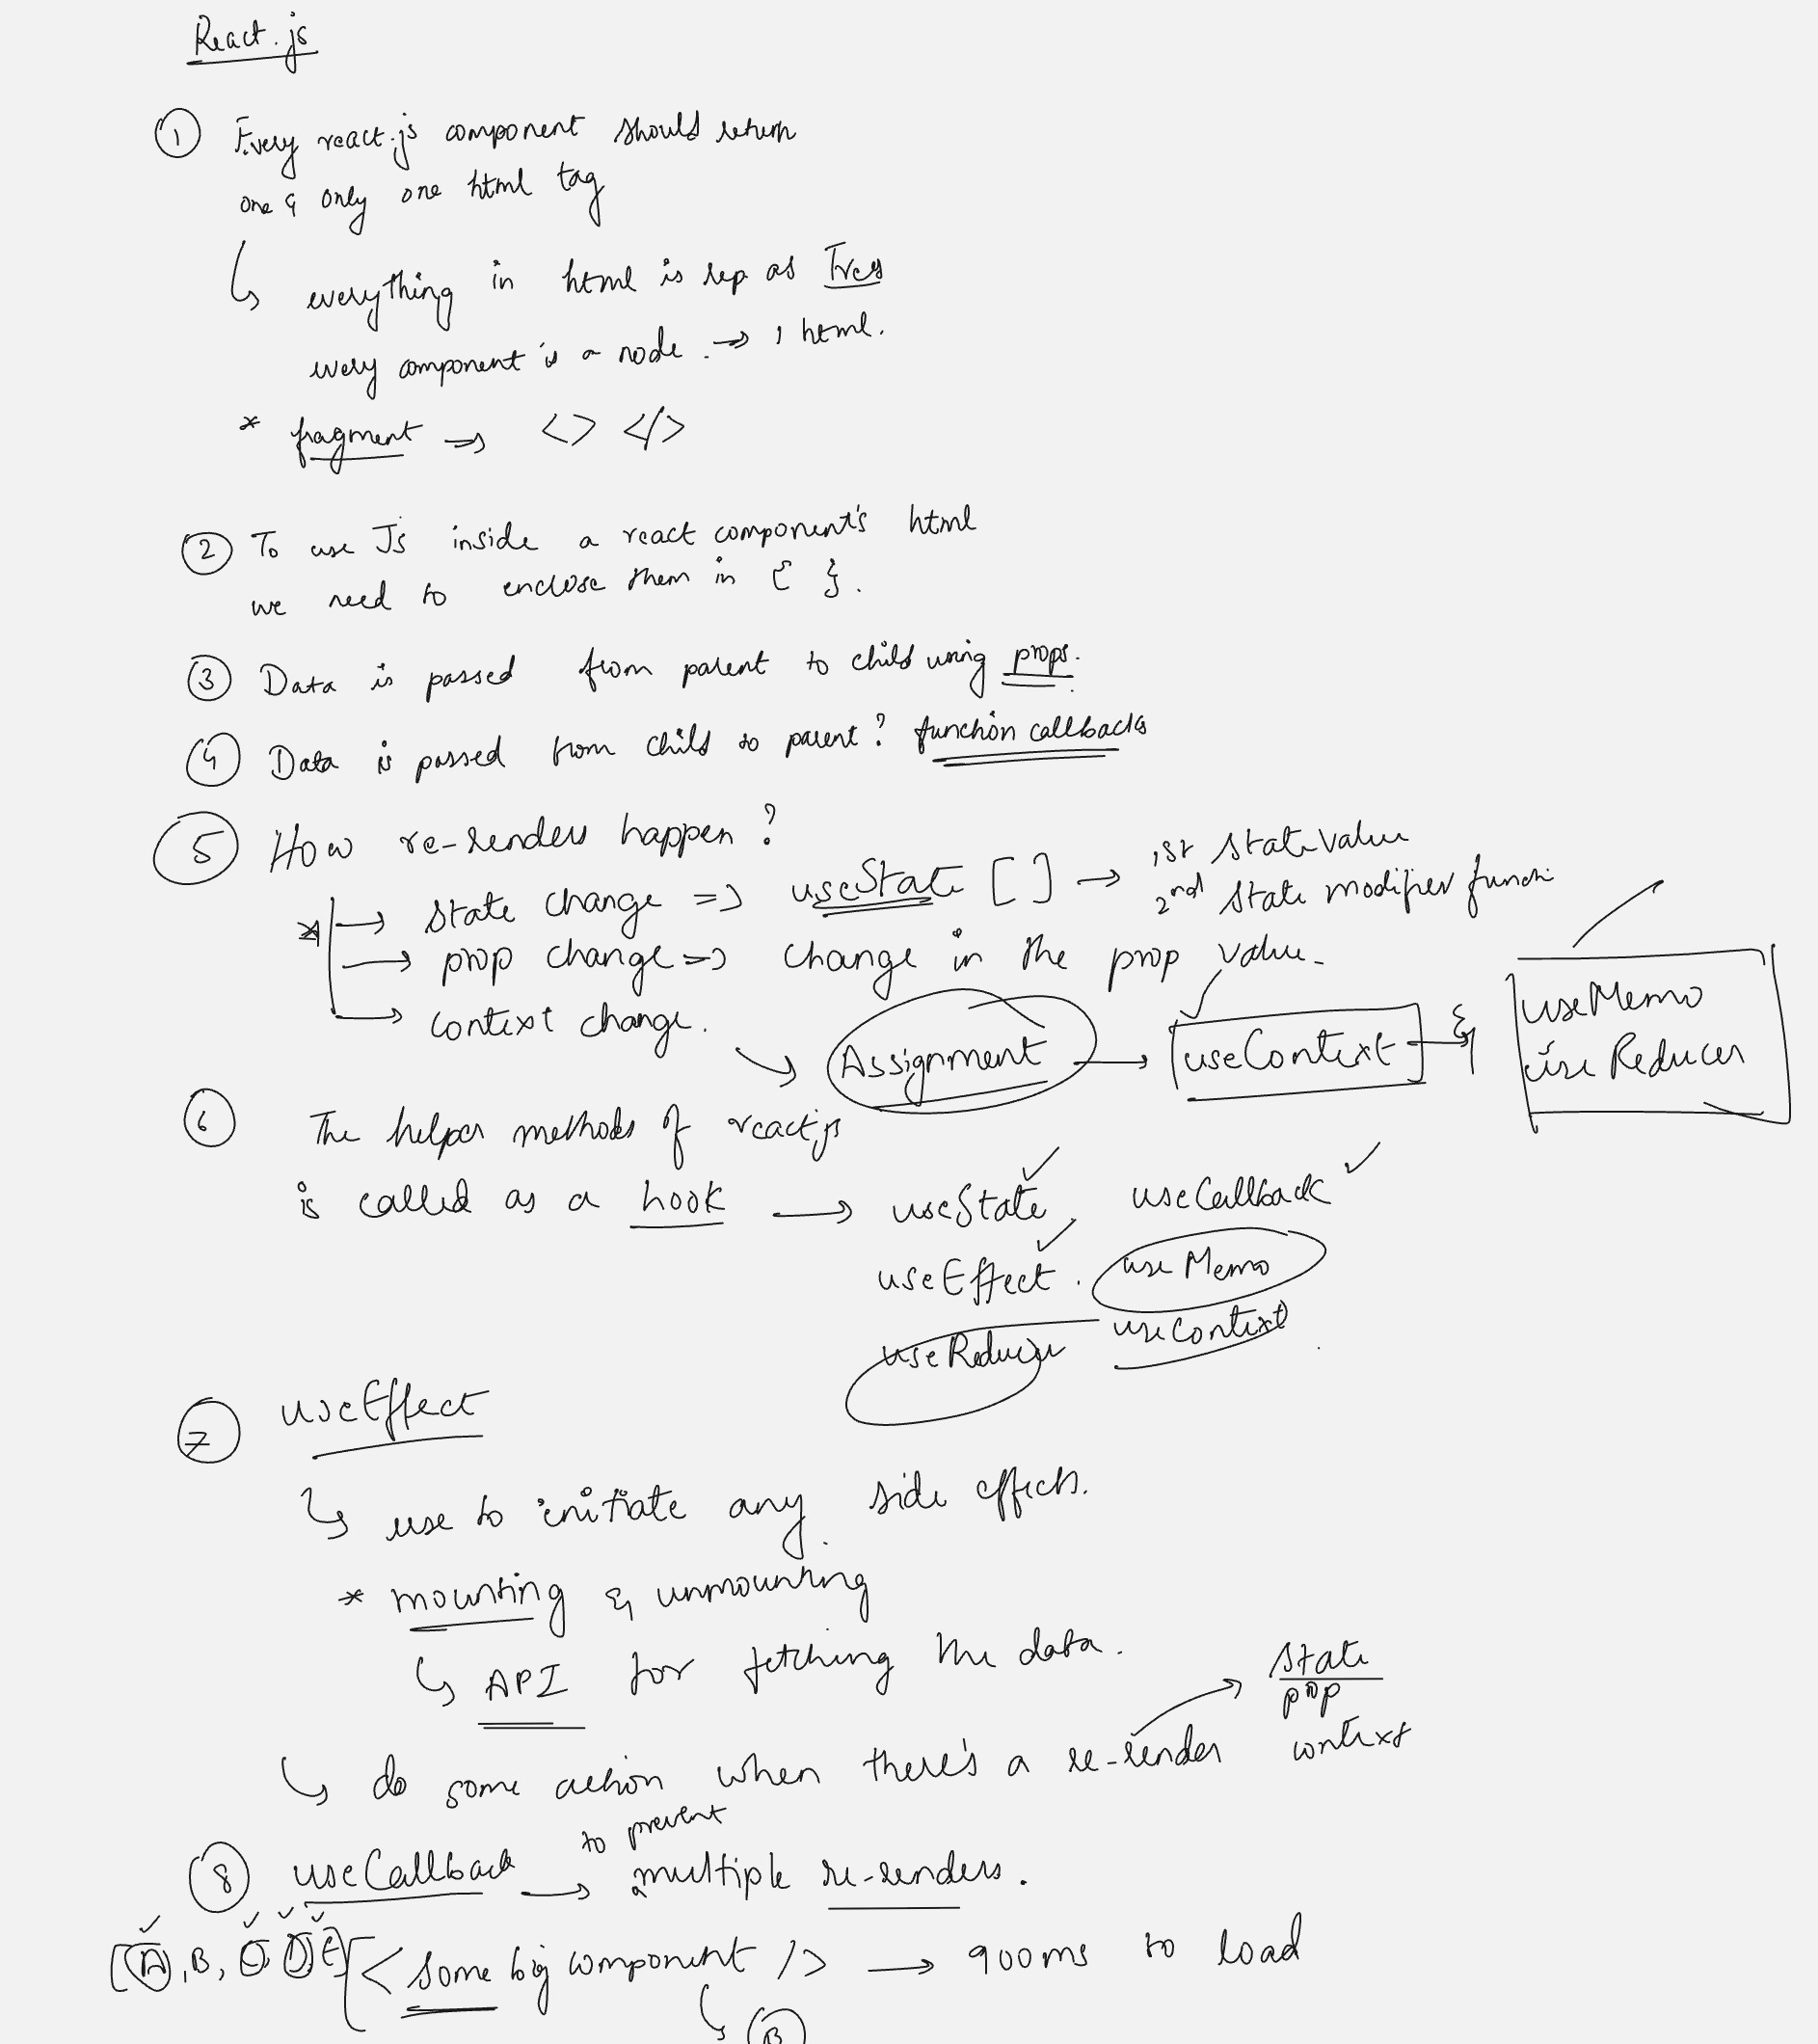 React.js
① Every react.js component should return
one & only one html tag
↳ everything in html is rep as Trees
every component is a node. → 1 html.
* fragment ⇒ <> </>
② To use Js inside a react component's html
we need to enclose them in { }.
③ Data is passed from parent to child using props.
④ Data is passed from child to parent? function callbacks
⑤ How re-renders happen?
* → state change => useState [ ] → 1st state value
2nd state modifier functi
→ prop change => change in the prop value.
→ context change.
↘ Assignment → useContext → & useMemo
useReducer
⑥ The helper methods of react.js
is called as a hook → useState, useCallback
useEffect. useMemo
useReducer useContext
⑦ useEffect
↳ use to initiate any side effects.
* mounting & unmounting
↳ API for fetching the data.
↳ do some action when there's a re-render → state
prop
context
⑧ useCallback → to prevent
multiple re-renders.
[A, B, C, D, E] < some big component /> → 900ms to load
↳ B